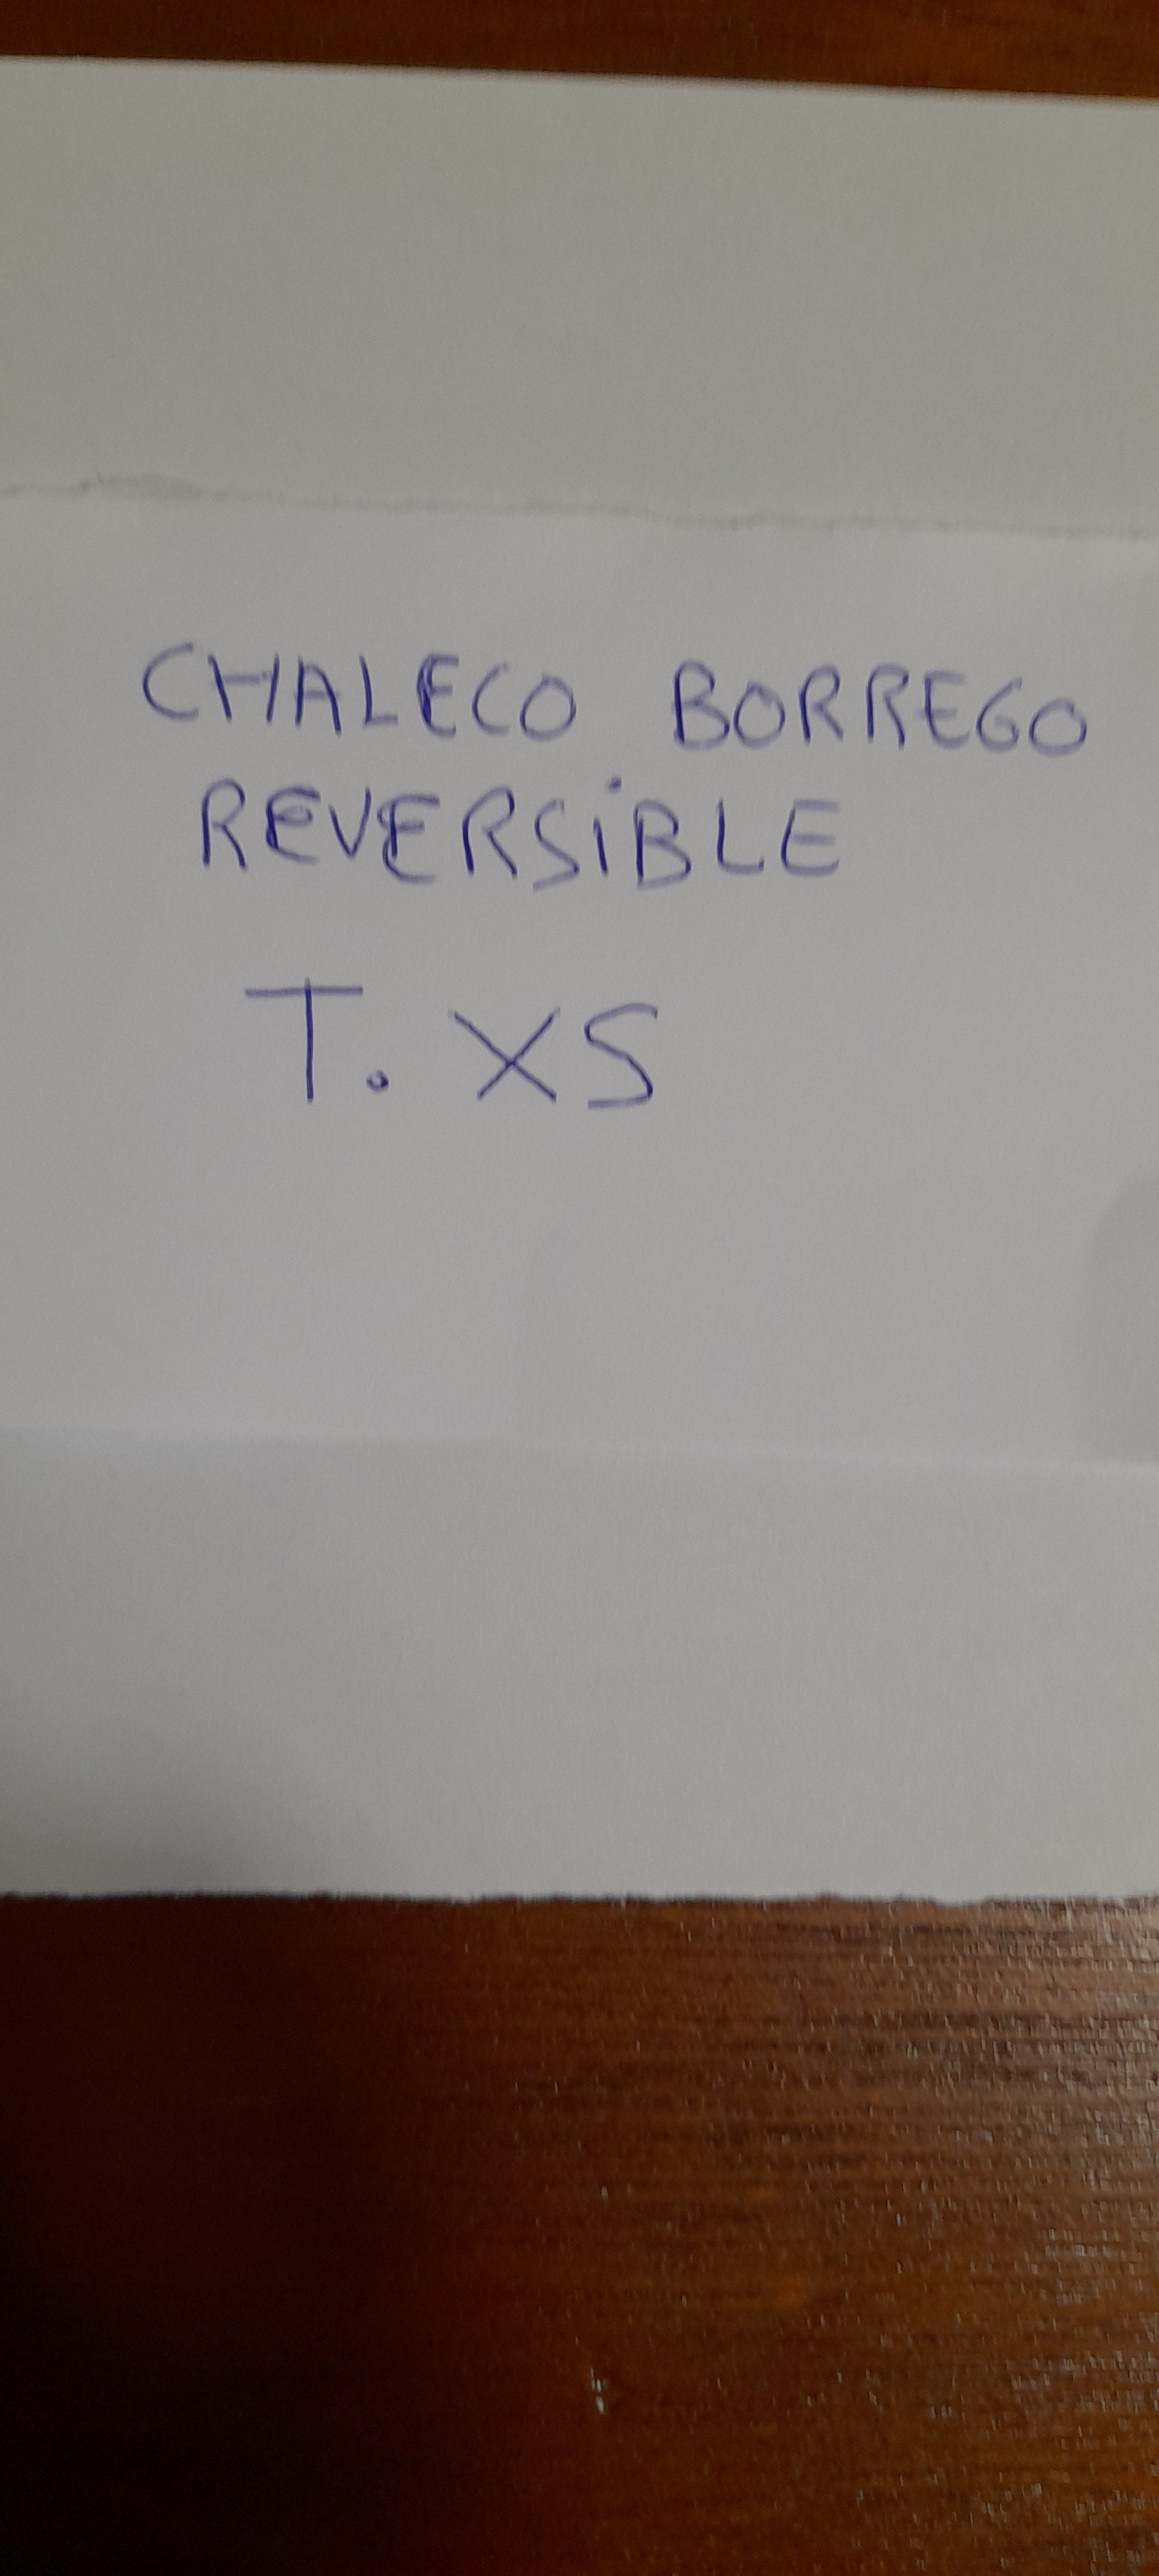 CHALECO BORREGO
REVERSiBLE
T. XS